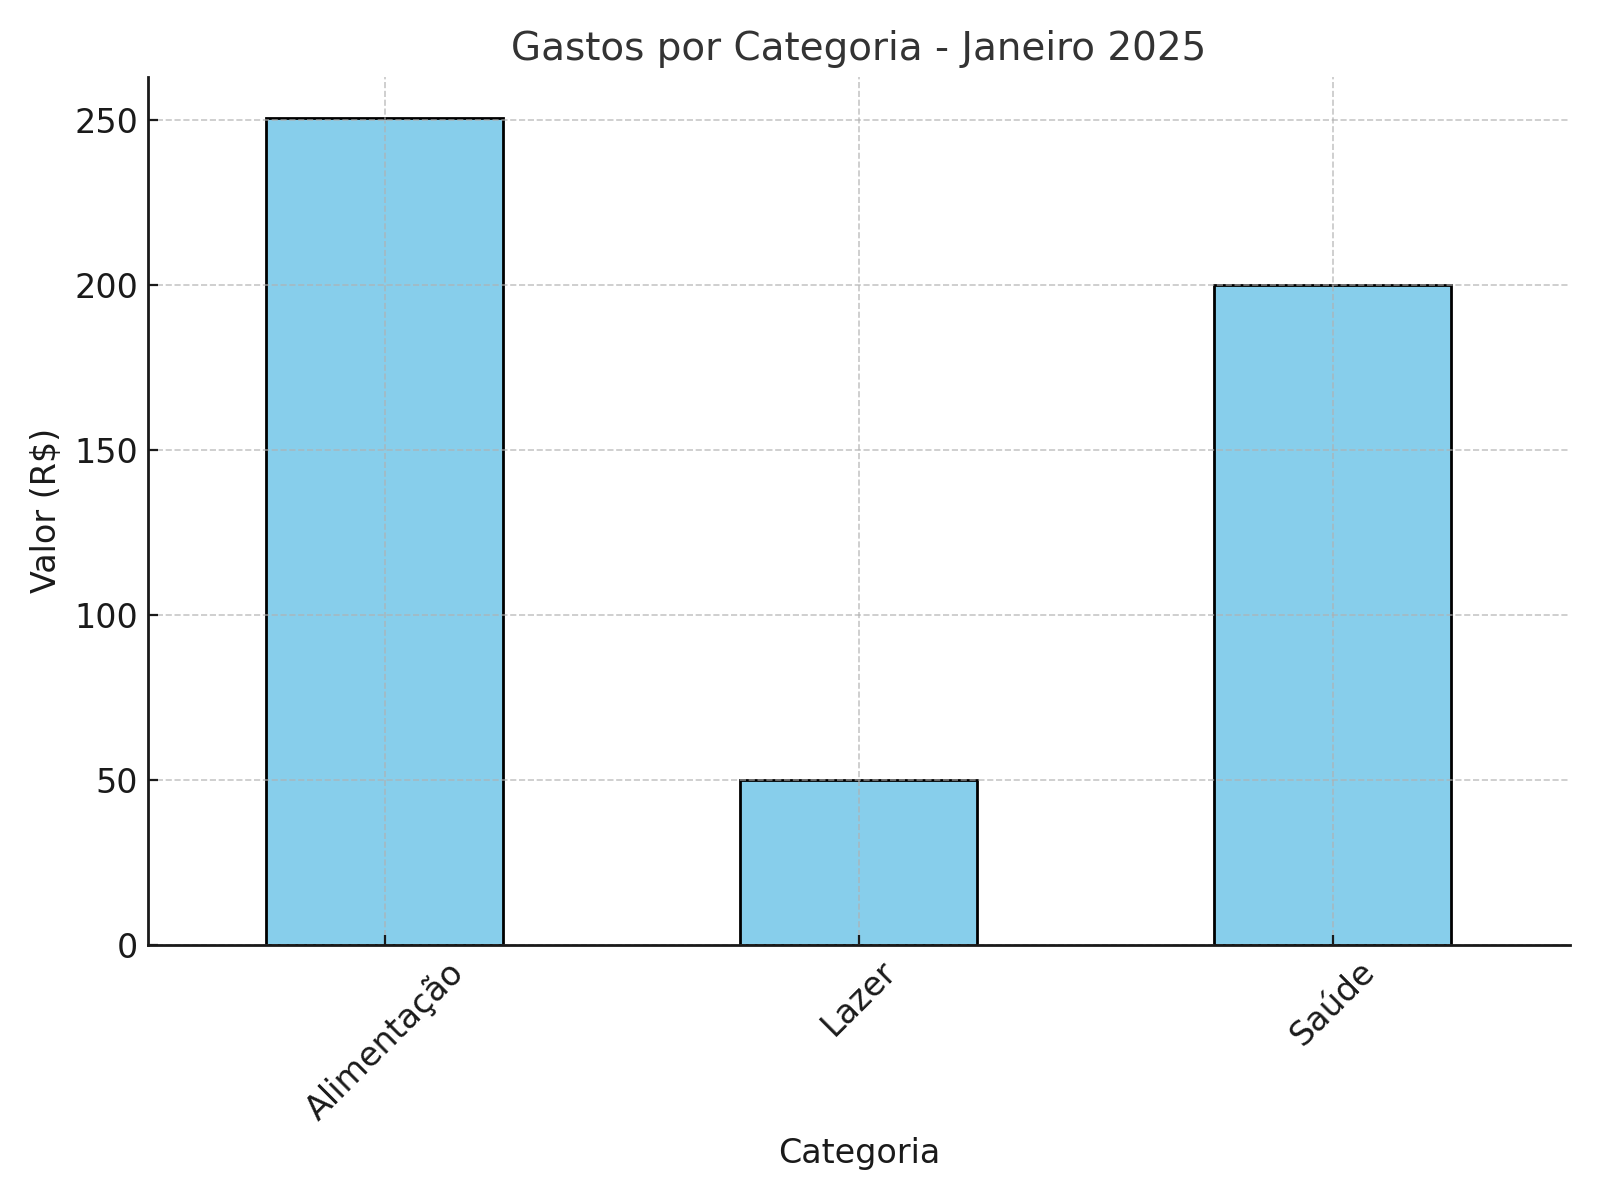 Gastos por Categoria - Janeiro 2025
Valor (R$)
250
200
150
100
50
0
Alimentação
Lazer
Saúde
Categoria